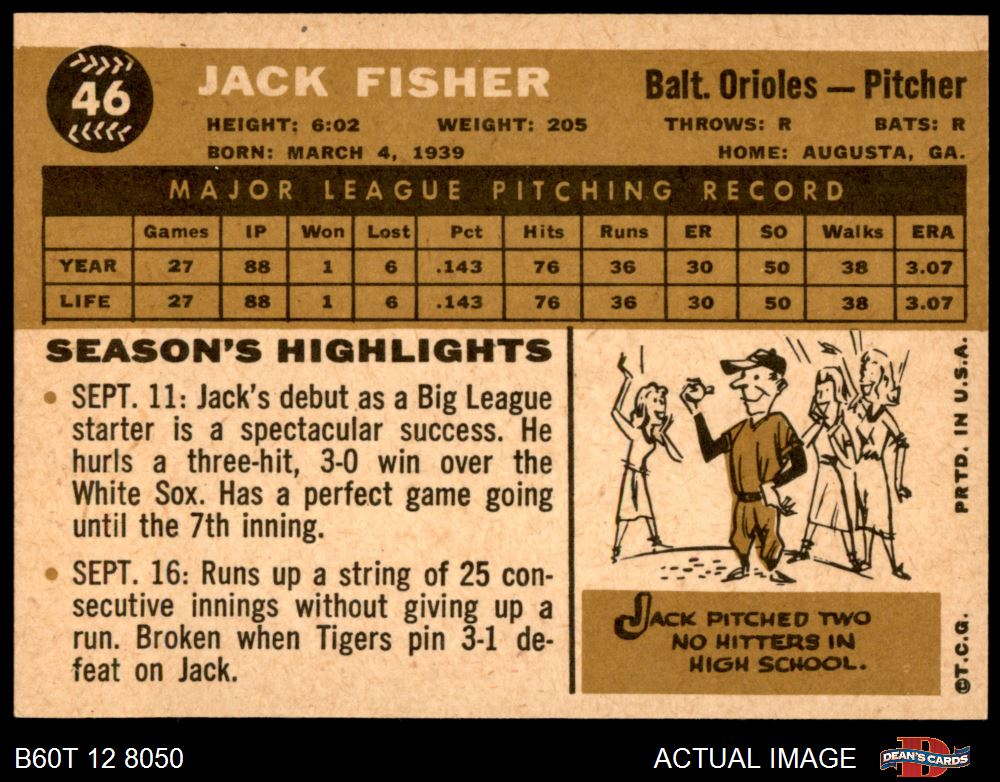 46
JACK FISHER
Balt. Orioles — Pitcher
HEIGHT: 6:02 WEIGHT: 205 THROWS: R BATS: R
BORN: MARCH 4, 1939 HOME: AUGUSTA, GA.
MAJOR LEAGUE PITCHING RECORD
Games IP Won Lost Pct Hits Runs ER SO Walks ERA
YEAR 27 88 1 6 .143 76 36 30 50 38 3.07
LIFE 27 88 1 6 .143 76 36 30 50 38 3.07
SEASON'S HIGHLIGHTS
• SEPT. 11: Jack's debut as a Big League
starter is a spectacular success. He
hurls a three-hit, 3-0 win over the
White Sox. Has a perfect game going
until the 7th inning.
• SEPT. 16: Runs up a string of 25 con-
secutive innings without giving up a
run. Broken when Tigers pin 3-1 de-
feat on Jack.
JACK PITCHED TWO
NO HITTERS IN
HIGH SCHOOL.
©T.C.G. PRTD. IN U.S.A.
B60T 12 8050
ACTUAL IMAGE
DEAN'S CARDS